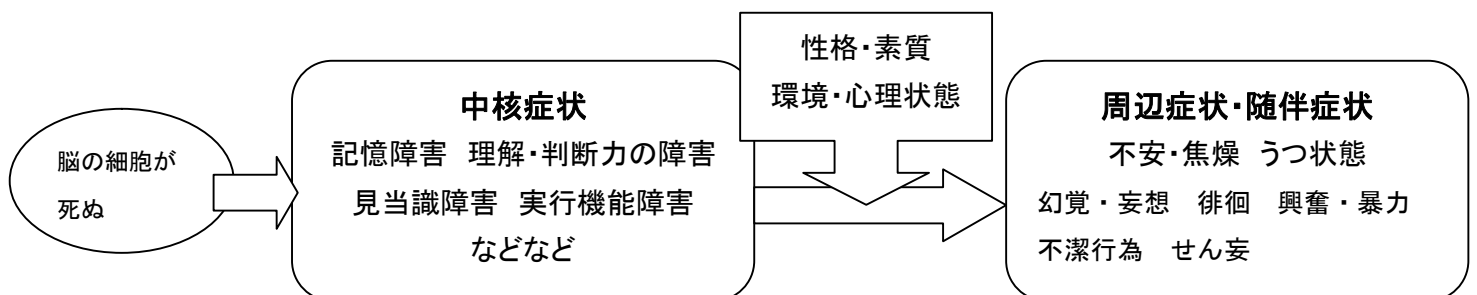 脳の細胞が
死ぬ
中核症状
記憶障害 理解・判断力の障害
見当識障害 実行機能障害
などなど
性格・素質
環境・心理状態
周辺症状・随伴症状
不安・焦燥 うつ状態
幻覚・妄想 徘徊 興奮・暴力
不潔行為 せん妄